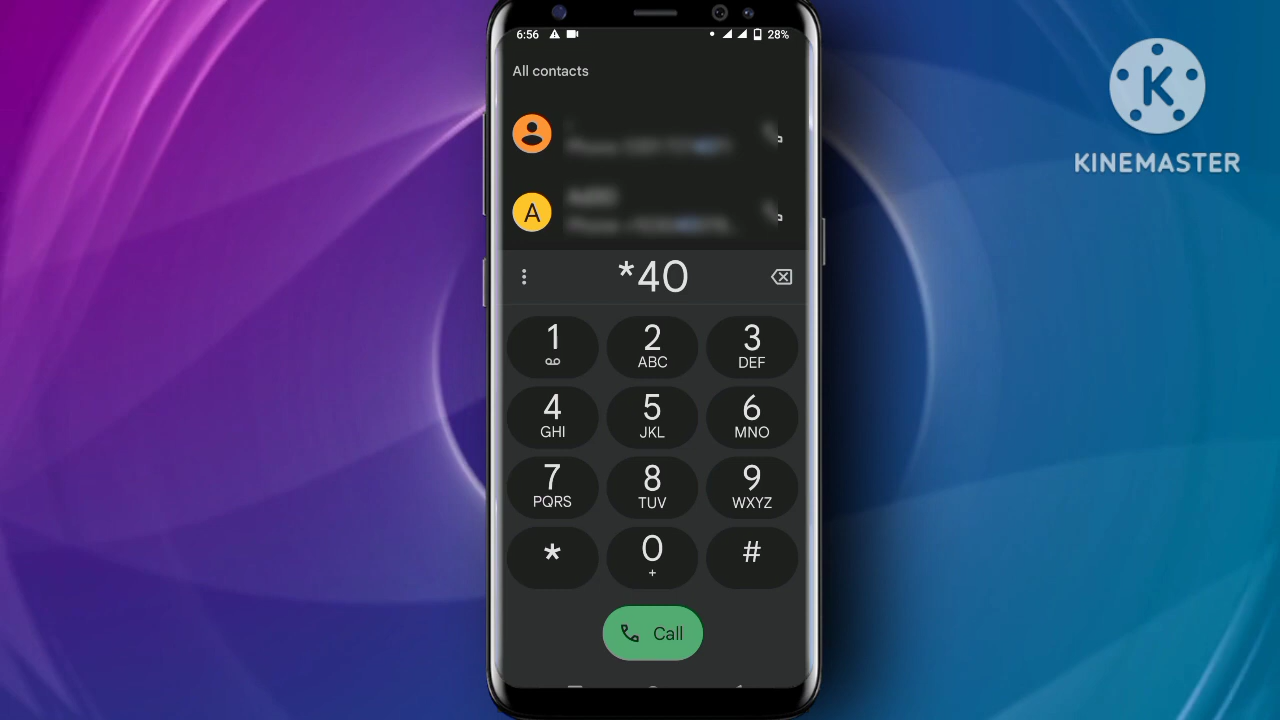 6:56 28%
All contacts
K
KINEMASTER
A
*40
1 2 3
ABC DEF
4 5 6
GHI JKL MNO
7 8 9
PQRS TUV WXYZ
* 0 #
+
Call